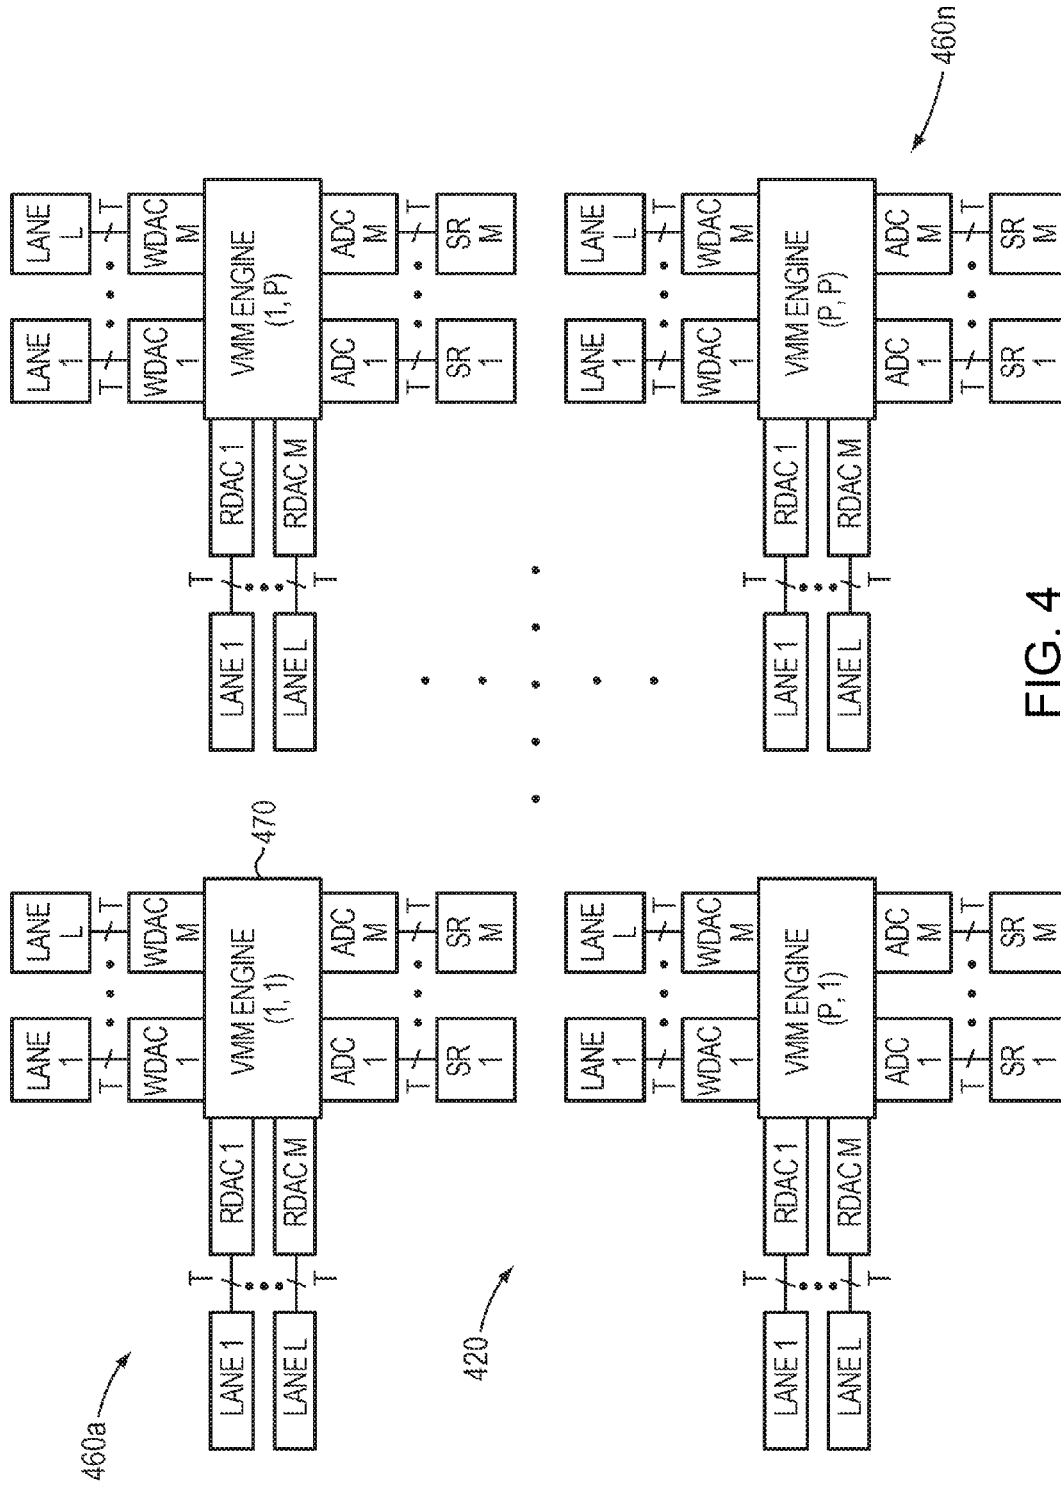 460a
LANE 1
LANE L
T
T
RDAC 1
RDAC M
LANE 1
LANE L
T
T
WDAC 1
WDAC M
VMM ENGINE
(1, 1)
470
ADC 1
ADC M
T
T
SR 1
SR M
LANE 1
LANE L
T
T
RDAC 1
RDAC M
LANE 1
LANE L
T
T
WDAC 1
WDAC M
VMM ENGINE
(1, P)
ADC 1
ADC M
T
T
SR 1
SR M
420
LANE 1
LANE L
T
T
RDAC 1
RDAC M
LANE 1
LANE L
T
T
WDAC 1
WDAC M
VMM ENGINE
(P, 1)
ADC 1
ADC M
T
T
SR 1
SR M
LANE 1
LANE L
T
T
RDAC 1
RDAC M
LANE 1
LANE L
T
T
WDAC 1
WDAC M
VMM ENGINE
(P, P)
ADC 1
ADC M
T
T
SR 1
SR M
460n
FIG. 4